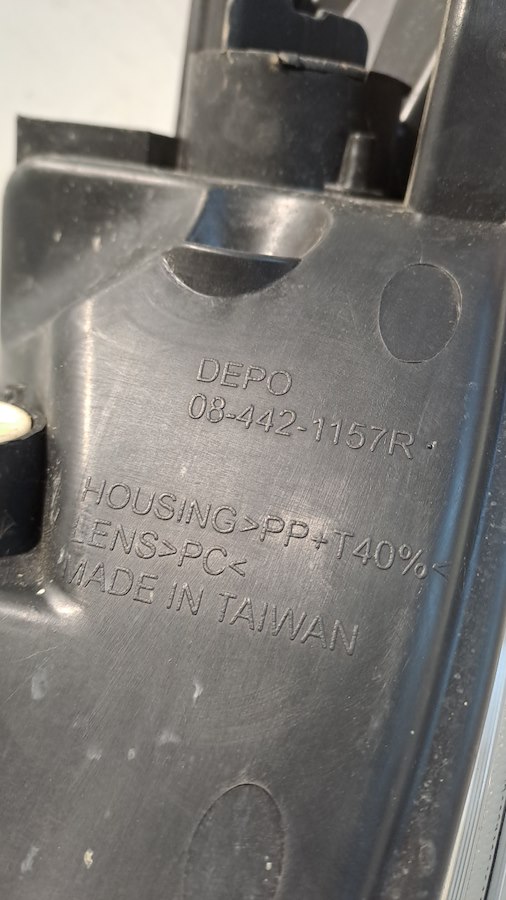 DEPO
08-442-1157R
HOUSING>PP+T40%<
LENS>PC<
MADE IN TAIWAN